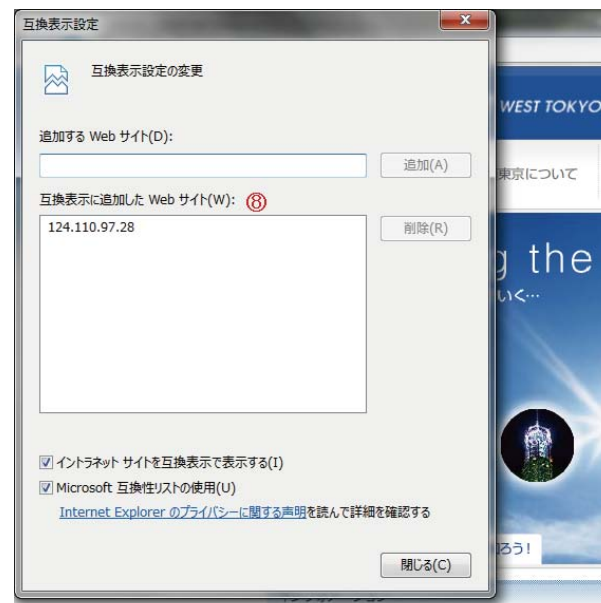 互換表示設定
x
互換表示設定の変更
WEST TOKYO
追加する Web サイト(D):
追加(A)
東京について
互換表示に追加した Web サイト(W): ⑧
124.110.97.28
削除(R)
g the
いく…
イントラネット サイトを互換表示で表示する(I)
Microsoft 互換性リストの使用(U)
Internet Explorer のプライバシーに関する声明を読んで詳細を確認する
ろう!
閉じる(C)